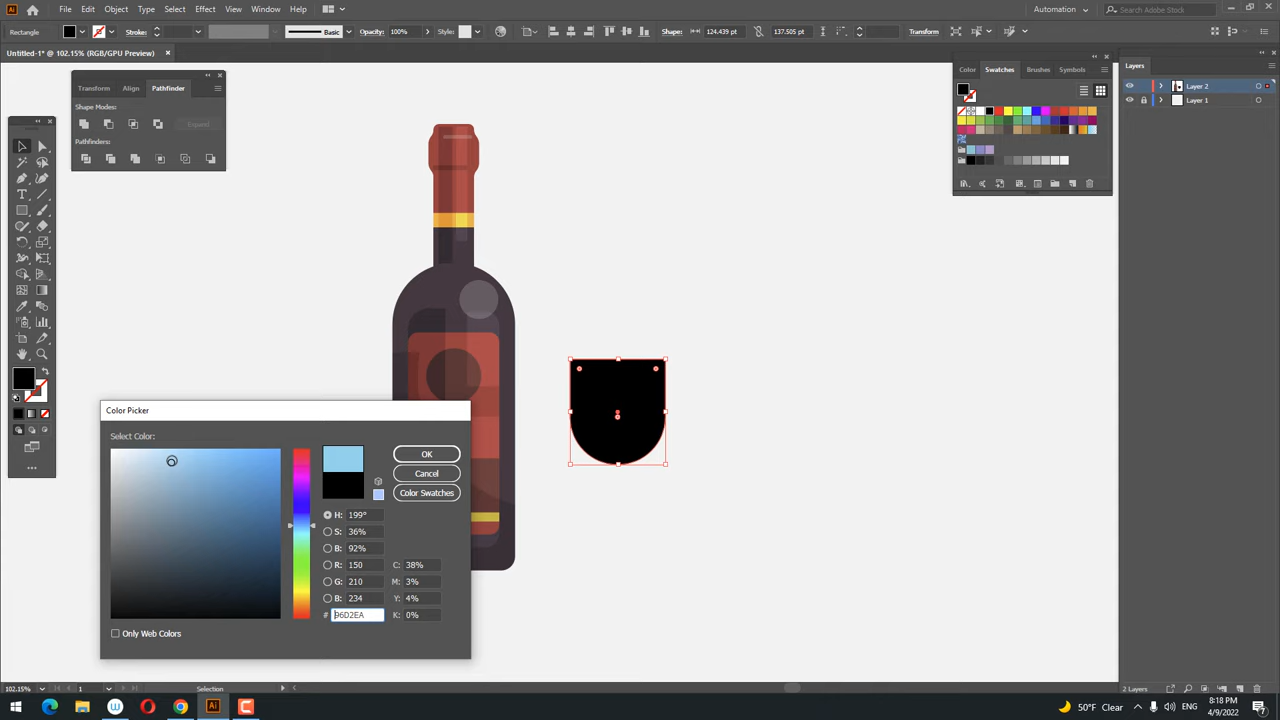 Ai File Edit Object Type Select Effect View Window Help Automation Search Adobe Stock
Rectangle Stroke: Basic Opacity: 100% Style: Shape: 124.439 pt 137.505 pt Transform
Untitled-1* @ 102.15% (RGB/GPU Preview) ×
Transform Align Pathfinder
Shape Modes:
Expand
Pathfinders:
Color Swatches Brushes Symbols
Layers
Layer 2
Layer 1
Color Picker
Select Color:
OK
Cancel
Color Swatches
H: 199°
S: 36%
B: 92%
R: 150 C: 38%
G: 210 M: 3%
B: 234 Y: 4%
# 96D2EA K: 0%
Only Web Colors
102.15% 1 Selection 2 Layers
Ai 50°F Clear 8:18 PM
4/9/2022